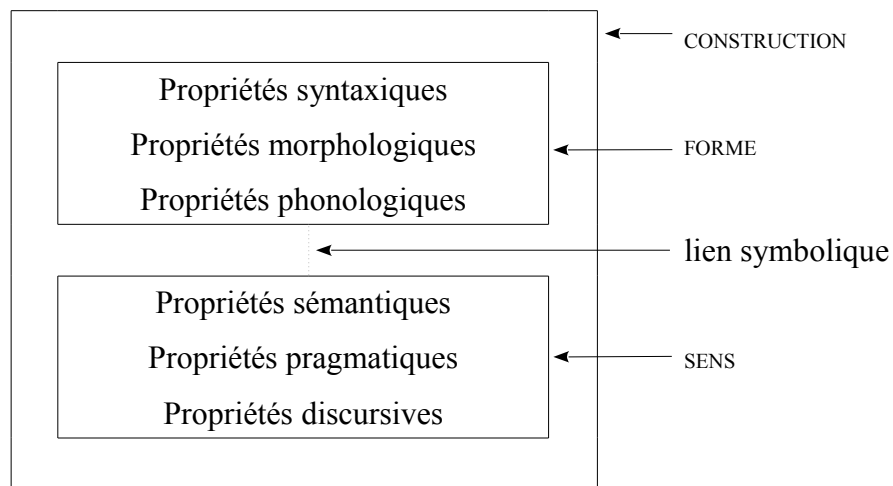 CONSTRUCTION
Propriétés syntaxiques
Propriétés morphologiques
FORME
Propriétés phonologiques
lien symbolique
Propriétés sémantiques
Propriétés pragmatiques
SENS
Propriétés discursives